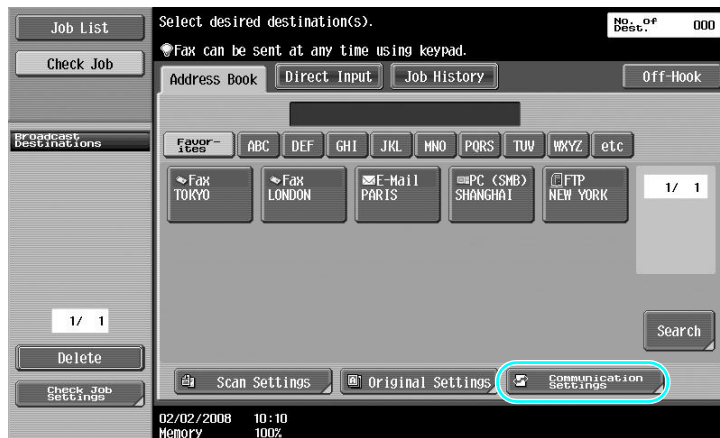 Job List
Check Job
Select desired destination(s).
No. of Dest. 000
Fax can be sent at any time using keypad.
Address Book
Direct Input
Job History
Off-Hook
Broadcast
Destinations
Favor-
ites
ABC
DEF
GHI
JKL
MNO
PQRS
TUV
WXYZ
etc
Fax
TOKYO
Fax
LONDON
E-Mail
PARIS
PC (SMB)
SHANGHAI
FTP
NEW YORK
1/ 1
1/ 1
Search
Delete
Check Job
Settings
Scan Settings
Original Settings
Communication
Settings
02/02/2008 10:10
Memory 100%